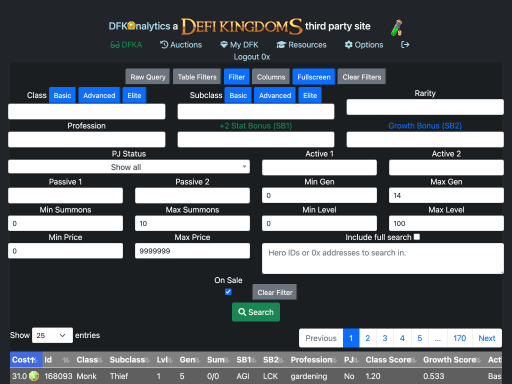 DFK nalytics a DEFI KINGDOMS third party site
DFKA Auctions My DFK Resources Options
Logout 0x
Raw Query Table Filters Filter Columns Fullscreen Clear Filters
Class Basic Advanced Elite Subclass Basic Advanced Elite Rarity
Profession +2 Stat Bonus (SB1) Growth Bonus (SB2)
PJ Status Active 1 Active 2
Show all
Passive 1 Passive 2 Min Gen Max Gen
0 14
Min Summons Max Summons Min Level Max Level
0 10 0 100
Min Price Max Price Include full search
0 9999999 Hero IDs or 0x addresses to search in.
On Sale
Clear Filter
Search
Show 25 entries Previous 1 2 3 4 5 ... 170 Next
Cost Id Class Subclass Lvl Gen Sum SB1 SB2 Profession PJ Class Score Growth Score Act
31.0 168093 Monk Thief 1 5 0/0 AGI LCK gardening No 1.20 0.533 Bas